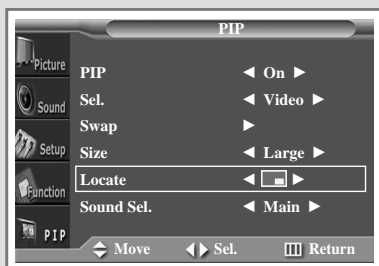 PIP
Picture
Sound
Setup
Function
PIP
PIP ◀ On ▶
Sel. ◀ Video ▶
Swap ▶
Size ◀ Large ▶
Locate ◀ ▶
Sound Sel. ◀ Main ▶
Move Sel. Return